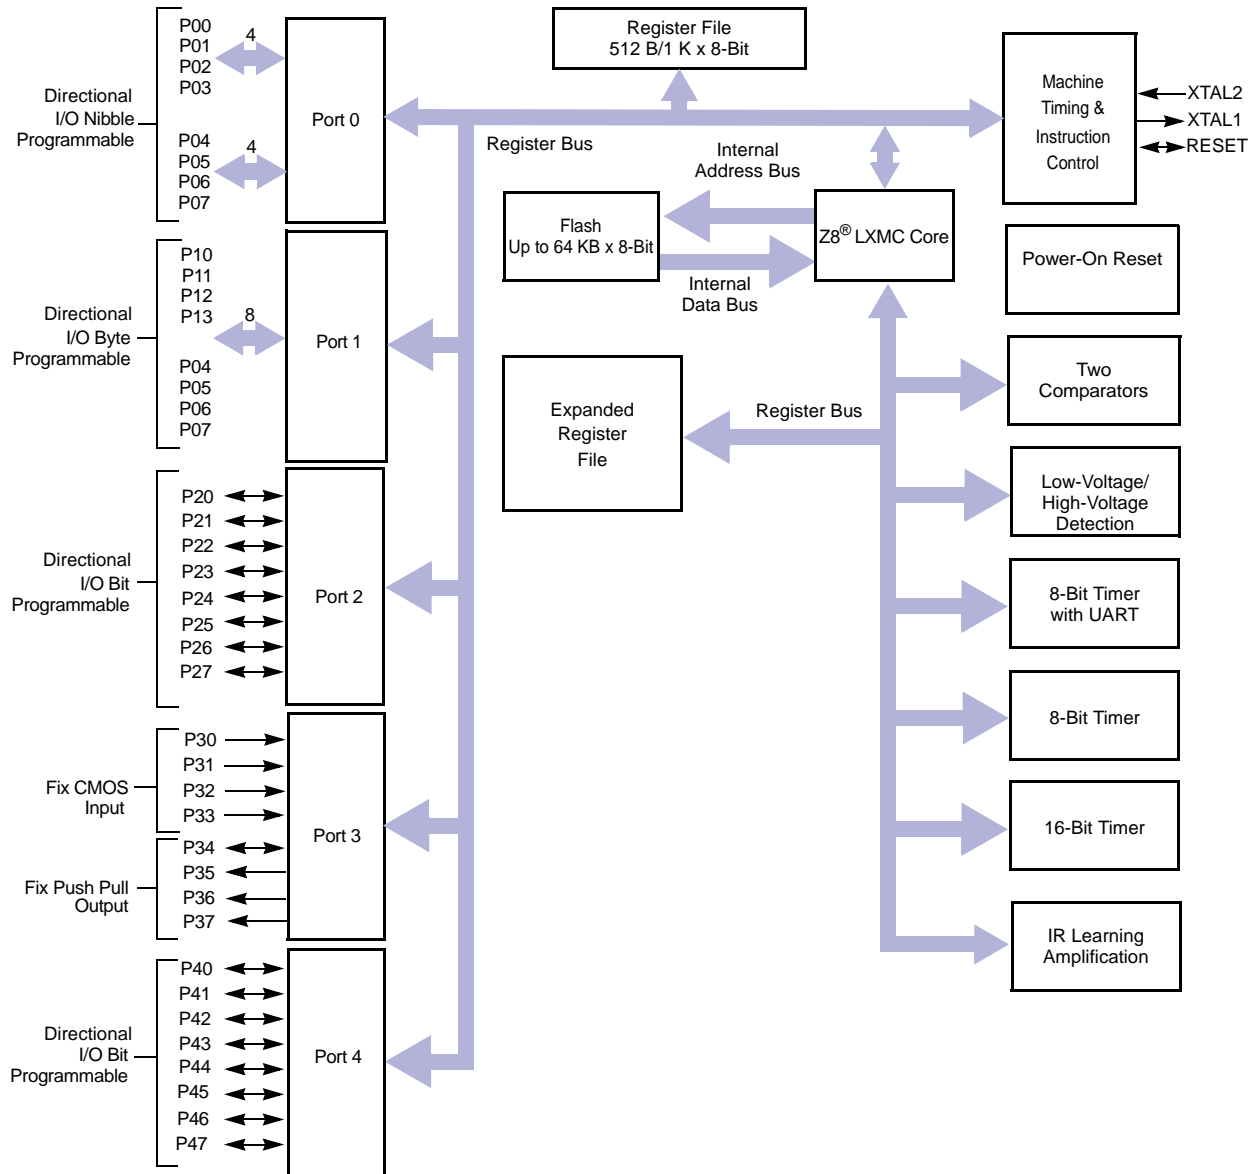 P00
P01
P02
P03
4
Directional
I/O Nibble
Programmable
P04
P05
P06
P07
4
Port 0
Register File
512 B/1 K x 8-Bit
Machine
Timing &
Instruction
Control
XTAL2
XTAL1
RESET
Register Bus
Internal
Address Bus
Flash
Up to 64 KB x 8-Bit
Z8® LXMC Core
Internal
Data Bus
Power-On Reset
P10
P11
P12
P13
8
Directional
I/O Byte
Programmable
P04
P05
P06
P07
Port 1
Expanded
Register
File
Register Bus
Two
Comparators
Low-Voltage/
High-Voltage
Detection
8-Bit Timer
with UART
8-Bit Timer
16-Bit Timer
IR Learning
Amplification
Directional
I/O Bit
Programmable
P20
P21
P22
P23
P24
P25
P26
P27
Port 2
Fix CMOS
Input
P30
P31
P32
P33
Port 3
Fix Push Pull
Output
P34
P35
P36
P37
Directional
I/O Bit
Programmable
P40
P41
P42
P43
P44
P45
P46
P47
Port 4